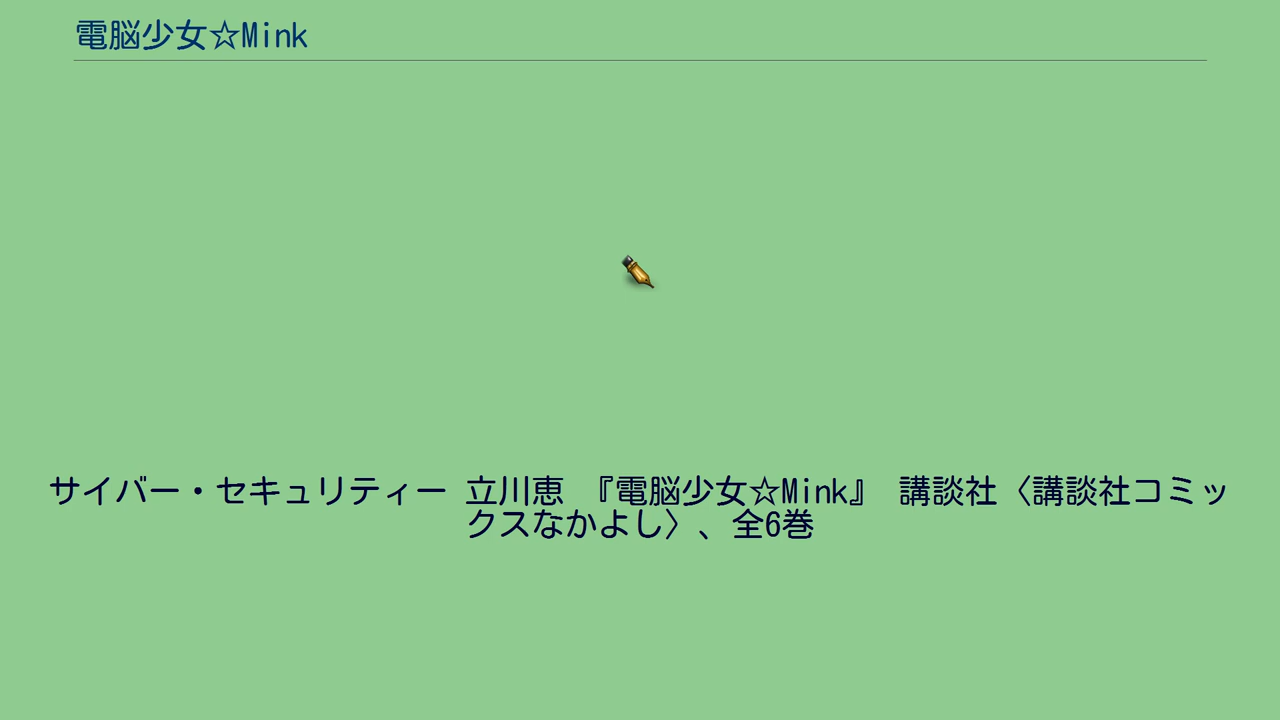 電脳少女☆Mink
サイバー・セキュリティー 立川恵 『電脳少女☆Mink』 講談社〈講談社コミッ
クスなかよし〉、全6巻